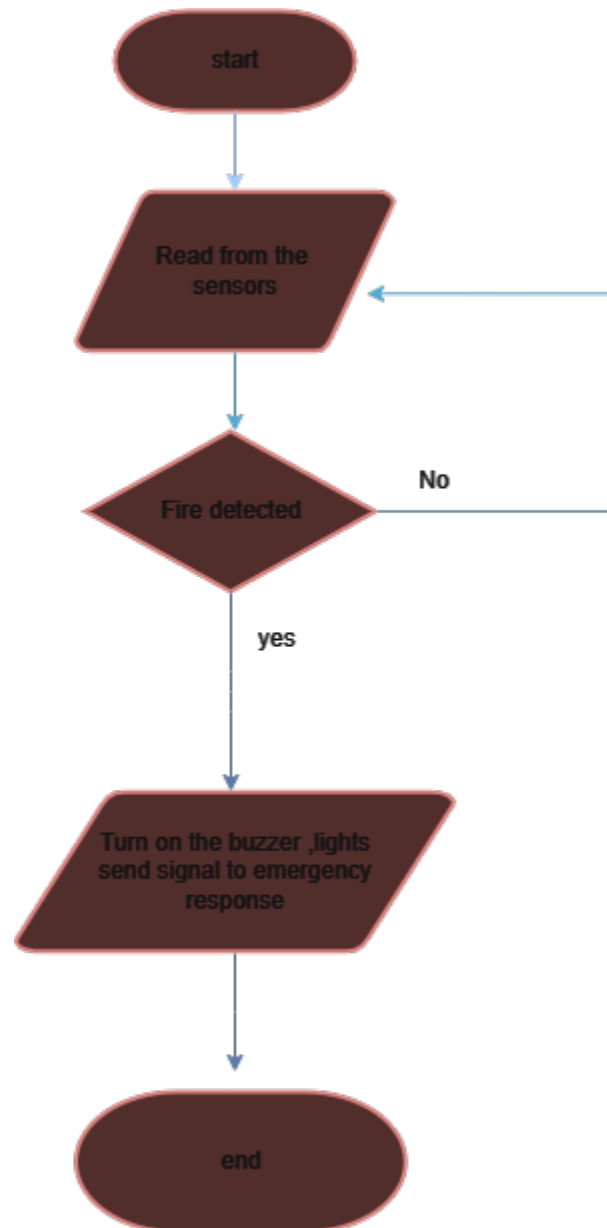 start
Read from the
sensors
Fire detected
No
yes
Turn on the buzzer ,lights
send signal to emergency
response
end